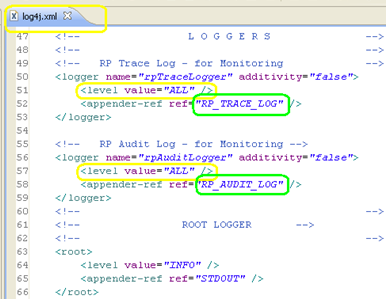 log4j.xml
47 <!-- L O G G E R S -->
48 <!-- -->
49 <!-- RP Trace Log - for Monitoring -->
50 <logger name="rpTraceLogger" additivity="false">
51 <level value="ALL" />
52 <appender-ref ref="RP_TRACE_LOG" />
53 </logger>
54
55 <!-- RP Audit Log - for Monitoring -->
56 <logger name="rpAuditLogger" additivity="false">
57 <level value="ALL" />
58 <appender-ref ref="RP_AUDIT_LOG" />
59 </logger>
60 <!-- -->
61 <!-- ROOT LOGGER -->
62 <!-- -->
63 <root>
64 <level value="INFO" />
65 <appender-ref ref="STDOUT" />
66 </root>